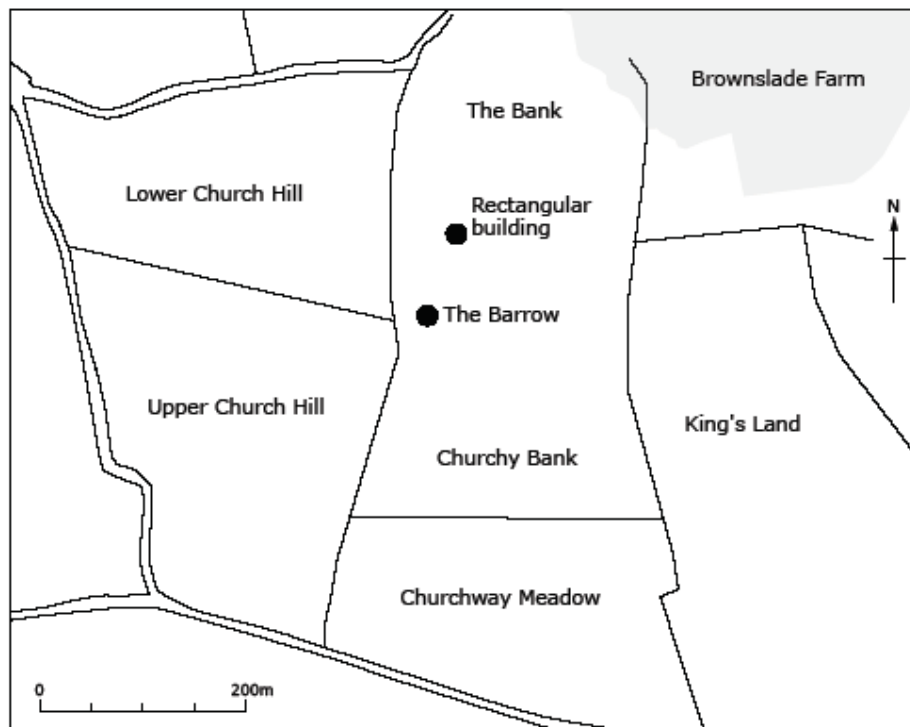 Brownslade Farm
The Bank
Lower Church Hill
Rectangular
building
N
The Barrow
Upper Church Hill
King's Land
Churchy Bank
Churchway Meadow
0
200m